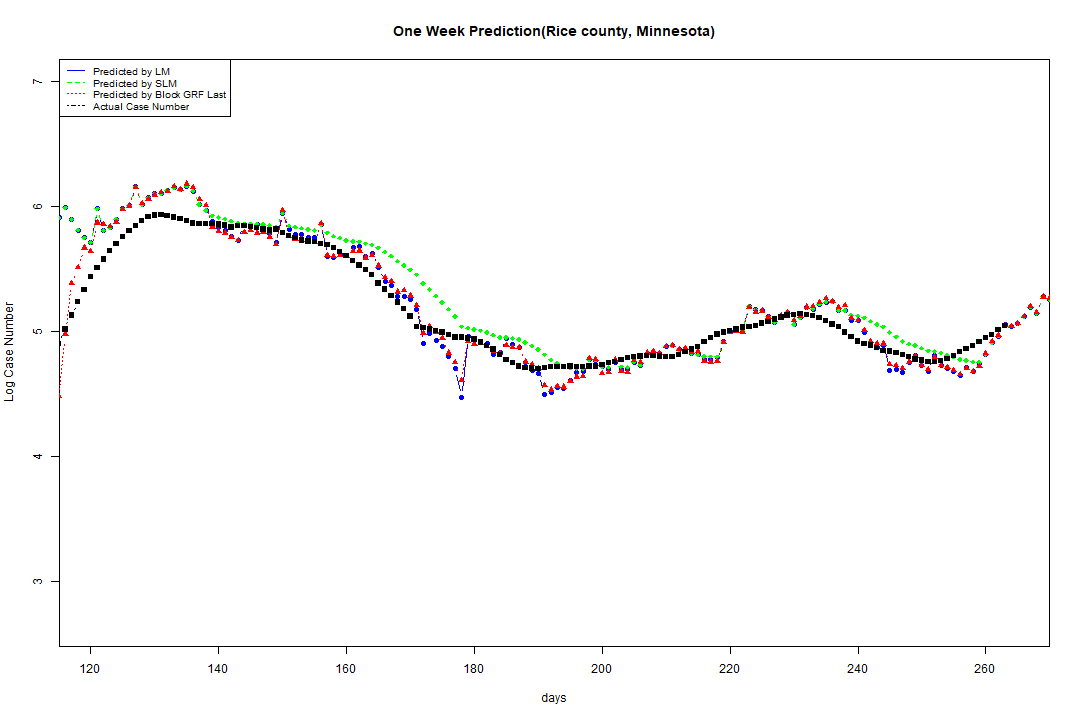 One Week Prediction(Rice county, Minnesota)
Predicted by LM
Predicted by SLM
Predicted by Block GRF Last
Actual Case Number
7
6
5
4
3
Log Case Number
120 140 160 180 200 220 240 260
days